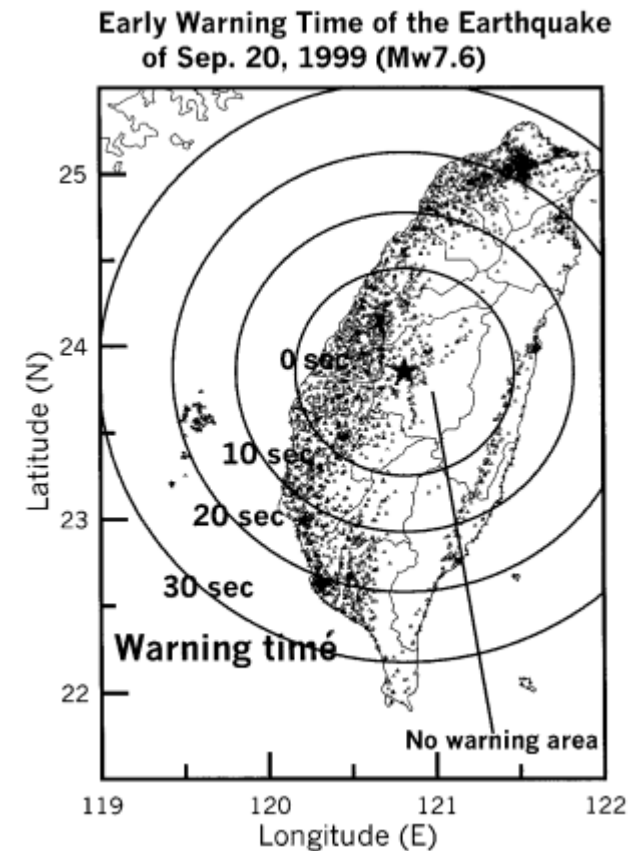 Early Warning Time of the Earthquake
of Sep. 20, 1999 (Mw7.6)
25
24
23
22
Latitude (N)
0 sec
10 sec
20 sec
30 sec
Warning timé
No warning area
119 120 121 122
Longitude (E)